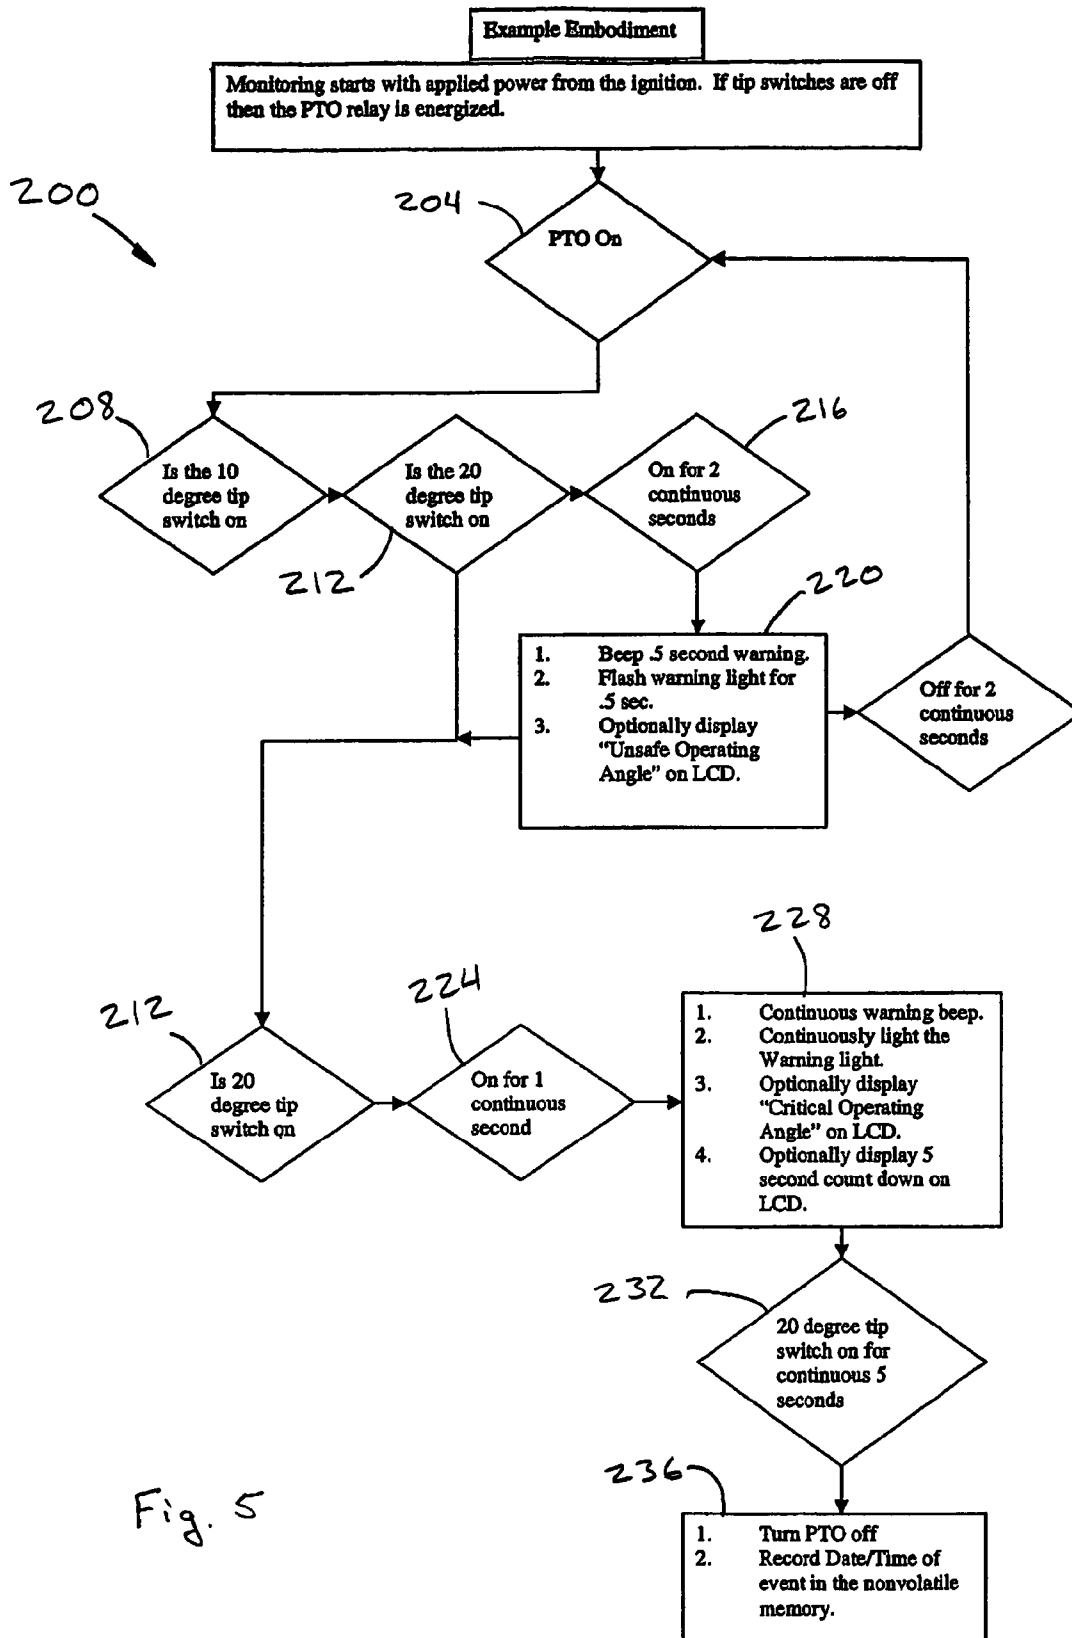 Example Embodiment
Monitoring starts with applied power from the ignition. If tip switches are off
then the PTO relay is energized.
200
204
PTO On
208
Is the 10
degree tip
switch on
212
Is the 20
degree tip
switch on
216
On for 2
continuous
seconds
220
1. Beep .5 second warning.
2. Flash warning light for
.5 sec.
3. Optionally display
“Unsafe Operating
Angle” on LCD.
Off for 2
continuous
seconds
212
Is 20
degree tip
switch on
224
On for 1
continuous
second
228
1. Continuous warning beep.
2. Continuously light the
Warning light.
3. Optionally display
“Critical Operating
Angle” on LCD.
4. Optionally display 5
second count down on
LCD.
232
20 degree tip
switch on for
continuous 5
seconds
236
1. Turn PTO off
2. Record Date/Time of
event in the nonvolatile
memory.
Fig. 5